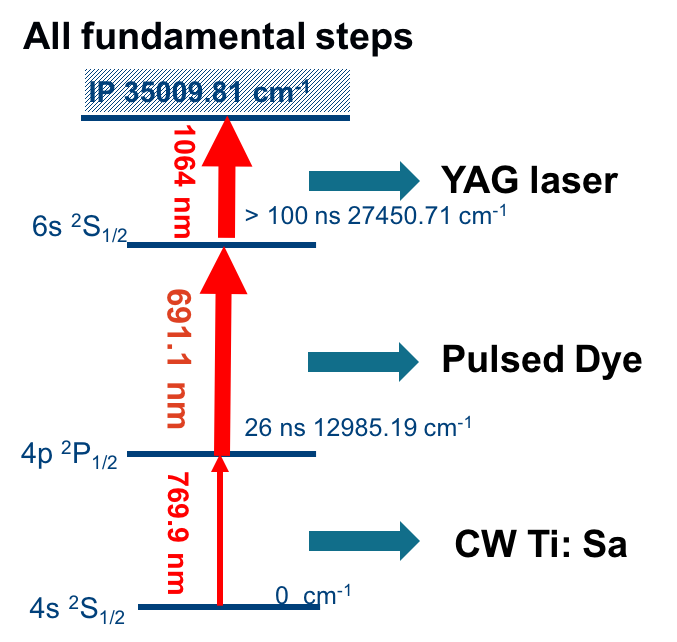 All fundamental steps
IP 35009.81 cm⁻¹
1064 nm
YAG laser
> 100 ns 27450.71 cm⁻¹
6s ²S₁/₂
691.1 nm
Pulsed Dye
26 ns 12985.19 cm⁻¹
4p ²P₁/₂
769.9 nm
CW Ti: Sa
0 cm⁻¹
4s ²S₁/₂